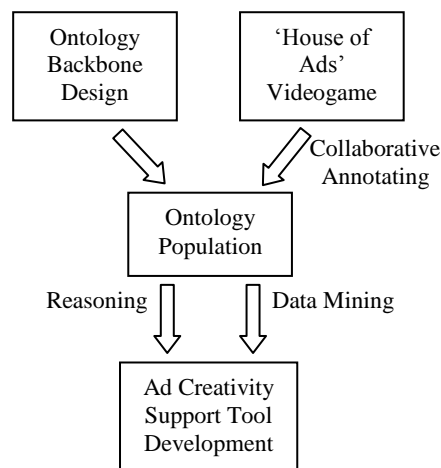 Ontology
Backbone
Design
‘House of
Ads’
Videogame
Collaborative
Annotating
Ontology
Population
Reasoning
Data Mining
Ad Creativity
Support Tool
Development